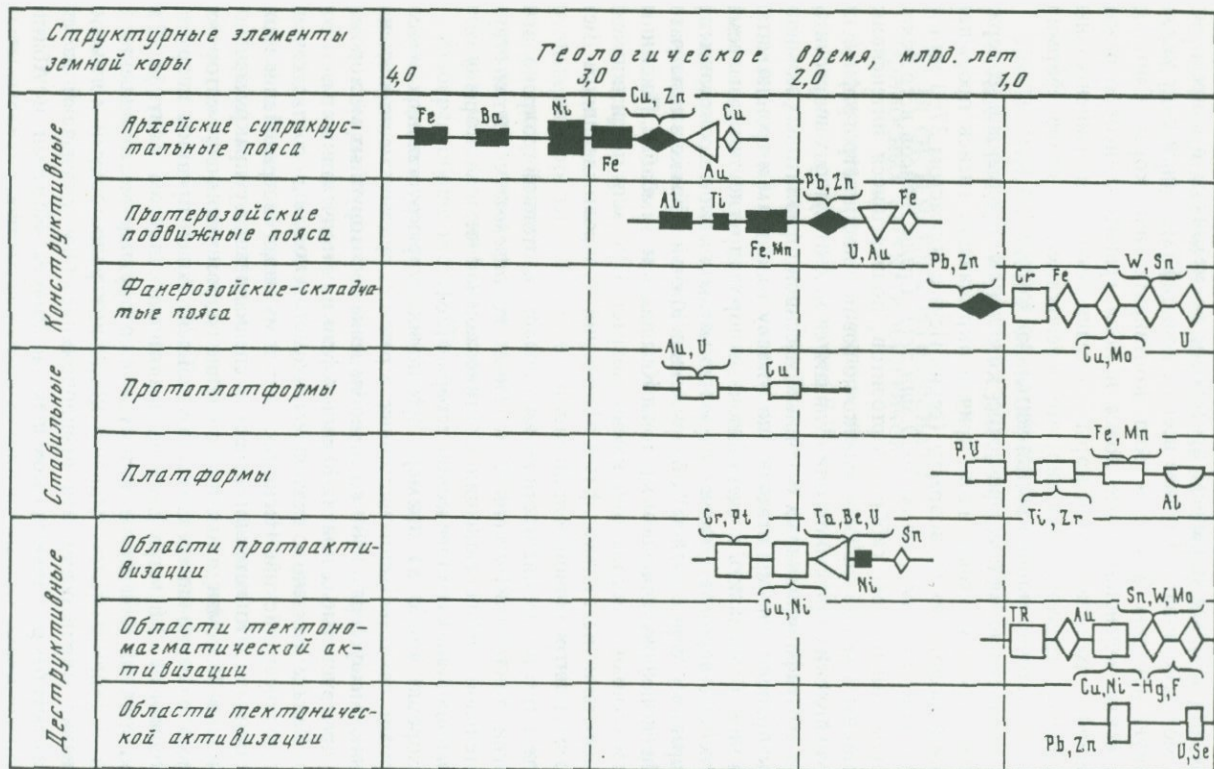 Структурные элементы
земной коры
Геологическое время, млрд. лет
4,0 3,0 2,0 1,0
Конструктивные
Архейские супракрус-
тальные пояса
Fe Ba Ni Fe Cu, Zn Au Cu
Протерозойские
подвижные пояса
Al Ti Fe, Mn Pb, Zn U, Au Fe
Фанерозойские-складча-
тые пояса
Pb, Zn Cr Fe Cu, Mo W, Sn U
Стабильные
Протоплатформы
Au, U Cu
Платформы
P, U Ti, Zr Fe, Mn Al
Деструктивные
Области протоакти-
визации
Cr, Pt Cu, Ni Ta, Be, U Ni Sn
Области тектоно-
магматической ак-
тивизации
TR Au Cu, Ni - Hg, F Sn, W, Mo
Области тектоничес-
кой активизации
Pb, Zn U, Se